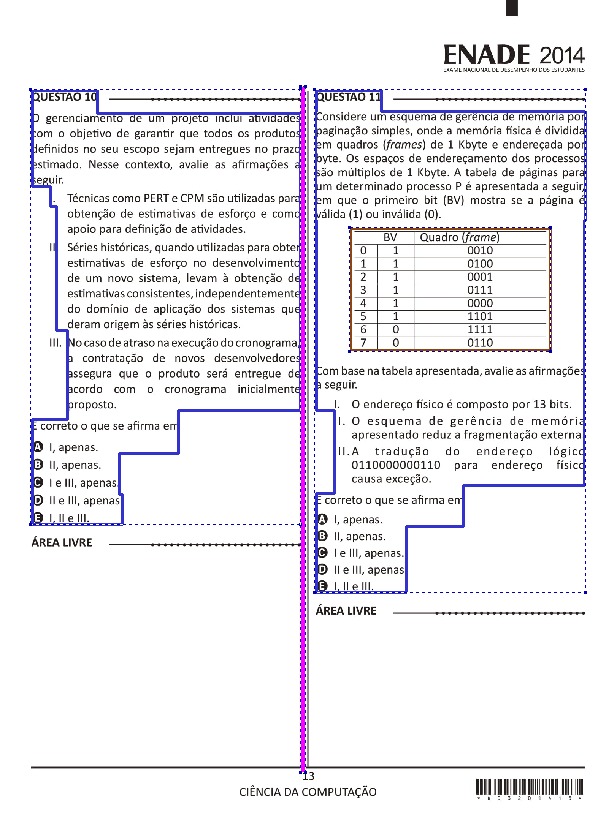 ENADE 2014
EXAME NACIONAL DE DESEMPENHO DOS ESTUDANTES
QUESTÃO 10
O gerenciamento de um projeto inclui atividades
com o objetivo de garantir que todos os produtos
definidos no seu escopo sejam entregues no prazo
estimado. Nesse contexto, avalie as afirmações a
seguir.
I. Técnicas como PERT e CPM são utilizadas para
obtenção de estimativas de esforço e como
apoio para definição de atividades.
II. Séries históricas, quando utilizadas para obter
estimativas de esforço no desenvolvimento
de um novo sistema, levam à obtenção de
estimativas consistentes, independentemente
do domínio de aplicação dos sistemas que
deram origem às séries históricas.
III. No caso de atraso na execução do cronograma,
a contratação de novos desenvolvedores
assegura que o produto será entregue de
acordo com o cronograma inicialmente
proposto.
É correto o que se afirma em
A I, apenas.
B II, apenas.
C I e III, apenas.
D II e III, apenas.
E I, II e III.
ÁREA LIVRE
QUESTÃO 11
Considere um esquema de gerência de memória por
paginação simples, onde a memória física é dividida
em quadros (frames) de 1 Kbyte e endereçada por
byte. Os espaços de endereçamento dos processos
são múltiplos de 1 Kbyte. A tabela de páginas para
um determinado processo P é apresentada a seguir,
em que o primeiro bit (BV) mostra se a página é
válida (1) ou inválida (0).
BV Quadro (frame)
0 1 0010
1 1 0100
2 1 0001
3 1 0111
4 1 0000
5 1 1101
6 0 1111
7 0 0110
Com base na tabela apresentada, avalie as afirmações
a seguir.
I. O endereço físico é composto por 13 bits.
II. O esquema de gerência de memória
apresentado reduz a fragmentação externa.
III. A tradução do endereço lógico
0110000000110 para endereço físico
causa exceção.
É correto o que se afirma em
A I, apenas.
B II, apenas.
C I e III, apenas.
D II e III, apenas.
E I, II e III.
ÁREA LIVRE
13
CIÊNCIA DA COMPUTAÇÃO